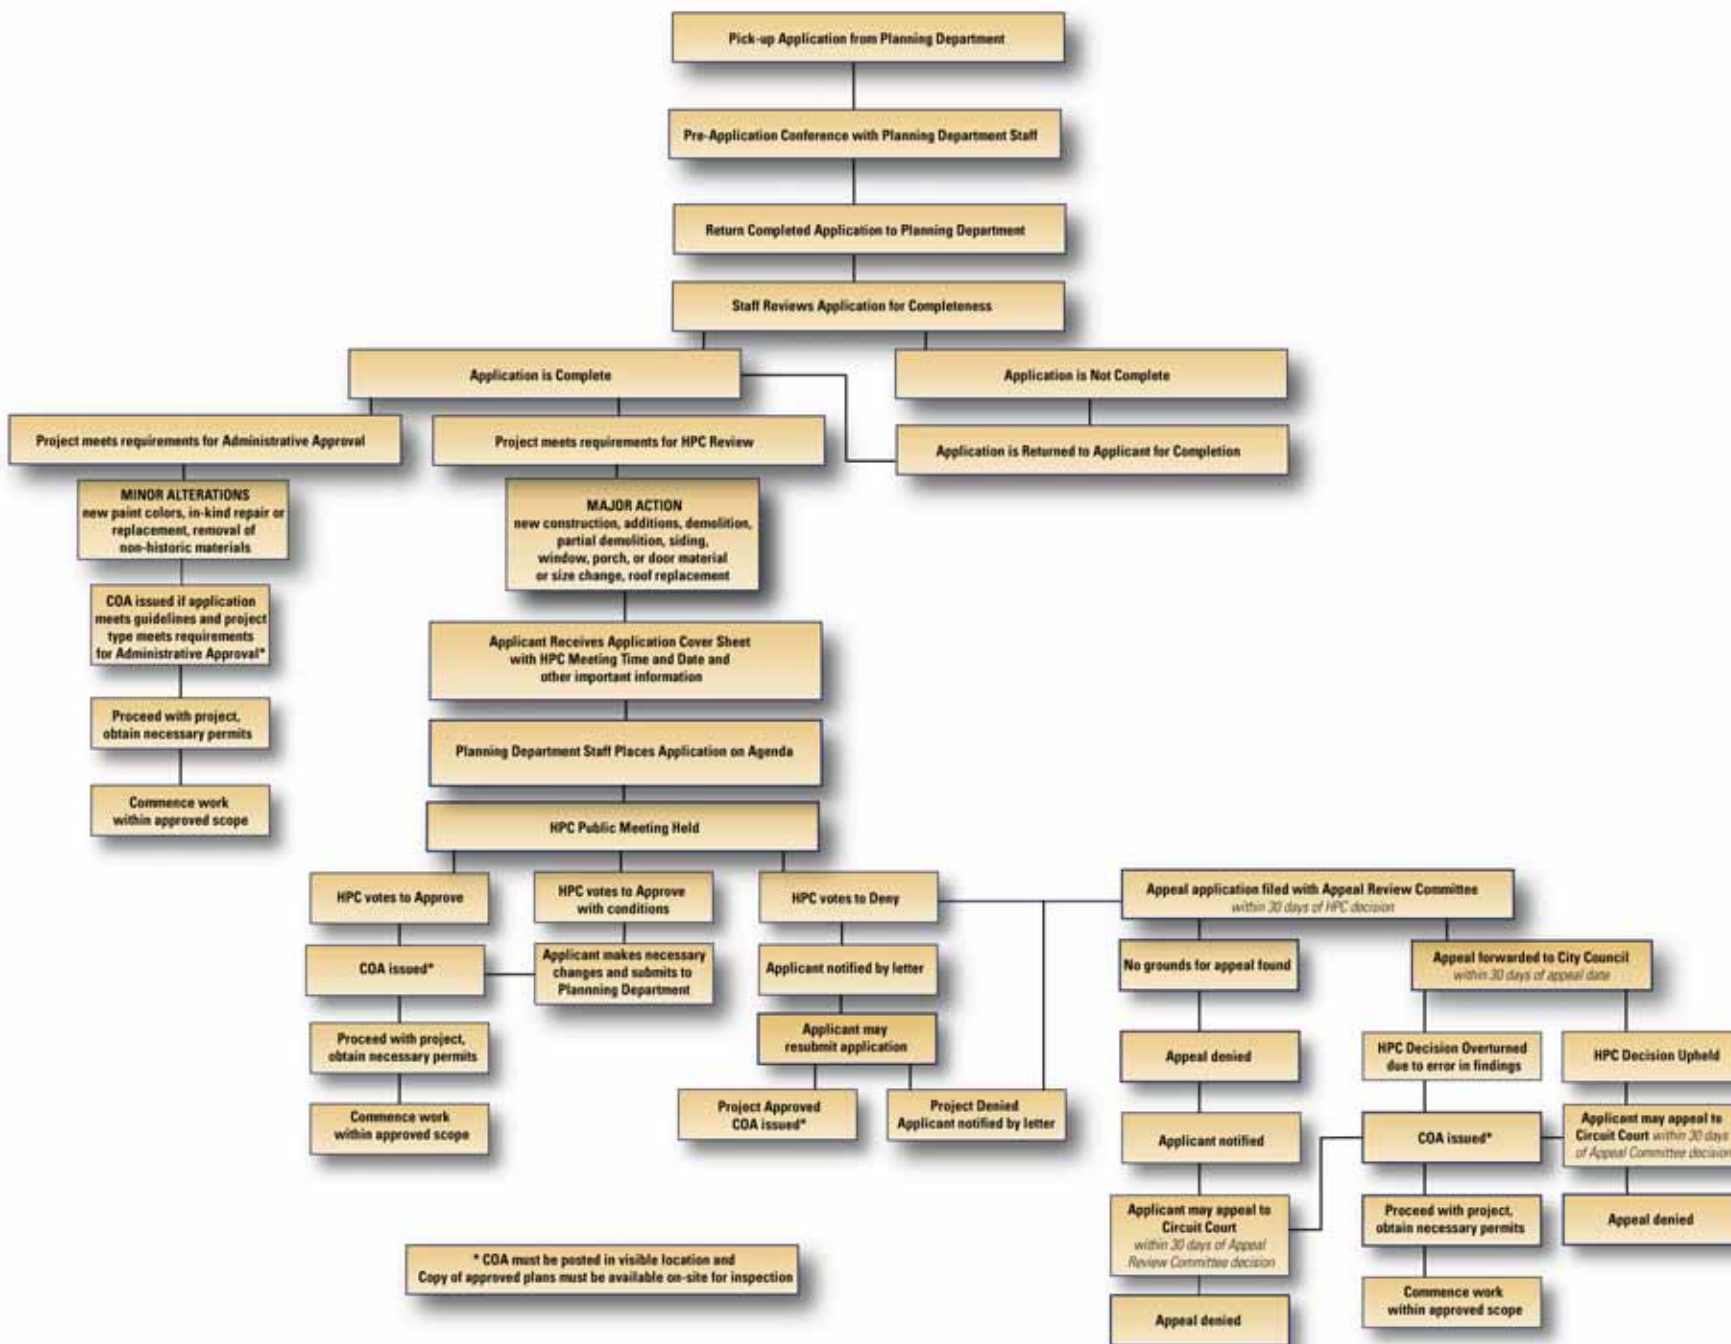 Pick-up Application from Planning Department
Pre-Application Conference with Planning Department Staff
Return Completed Application to Planning Department
Staff Reviews Application for Completeness
Application is Complete
Application is Not Complete
Project meets requirements for Administrative Approval
Project meets requirements for HPC Review
Application is Returned to Applicant for Completion
MINOR ALTERATIONS
new paint colors, in-kind repair or
replacement, removal of
non-historic materials
MAJOR ACTION
new construction, additions, demolition,
partial demolition, siding,
window, porch, or door material
or size change, roof replacement
COA issued if application
meets guidelines and project
type meets requirements
for Administrative Approval*
Applicant Receives Application Cover Sheet
with HPC Meeting Time and Date and
other important information
Proceed with project,
obtain necessary permits
Planning Department Staff Places Application on Agenda
Commence work
within approved scope
HPC Public Meeting Held
HPC votes to Approve
HPC votes to Approve
with conditions
HPC votes to Deny
Appeal application filed with Appeal Review Committee
within 30 days of HPC decision
COA issued*
Applicant makes necessary
changes and submits to
Plannning Department
Applicant notified by letter
No grounds for appeal found
Appeal forwarded to City Council
within 30 days of appeal date
Proceed with project,
obtain necessary permits
Applicant may
resubmit application
Appeal denied
HPC Decision Overturned
due to error in findings
HPC Decision Upheld
Commence work
within approved scope
Project Approved
COA issued*
Project Denied
Applicant notified by letter
Applicant notified
COA issued*
Applicant may appeal to
Circuit Court within 30 days
of Appeal Committee decision
Applicant may appeal to
Circuit Court
within 30 days of Appeal
Review Committee decision
Proceed with project,
obtain necessary permits
Appeal denied
* COA must be posted in visible location and
Copy of approved plans must be available on-site for inspection
Commence work
within approved scope
Appeal denied